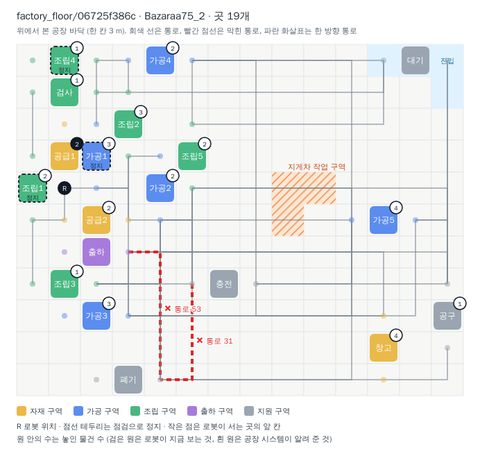 factory_floor/06725f386c · Bazaraa75_2 · 곳 19개
위에서 본 공장 바닥 (한 칸 3 m). 회색 선은 통로, 빨간 점선은 막힌 통로, 파란 화살표는 한 방향 통로
조립4 1
정지
가공4 2
대기
진입
검사 1
조립2 3
공급1 2
가공1 3
정지
조립5 2
지게차 작업 구역
조립1 2
정지
R
가공2 2
공급2 2
가공5 4
출하
조립3 1
충전
가공3 3
✖ 통로 53
공구 1
✖ 통로 31
창고 4
폐기
자재 구역
가공 구역
조립 구역
출하 구역
지원 구역
R 로봇 위치 · 점선 테두리는 점검으로 정지 · 작은 점은 로봇이 서는 곳의 앞 칸
원 안의 수는 놓인 물건 수 (검은 원은 로봇이 지금 보는 것, 흰 원은 공장 시스템이 알려 준 것)